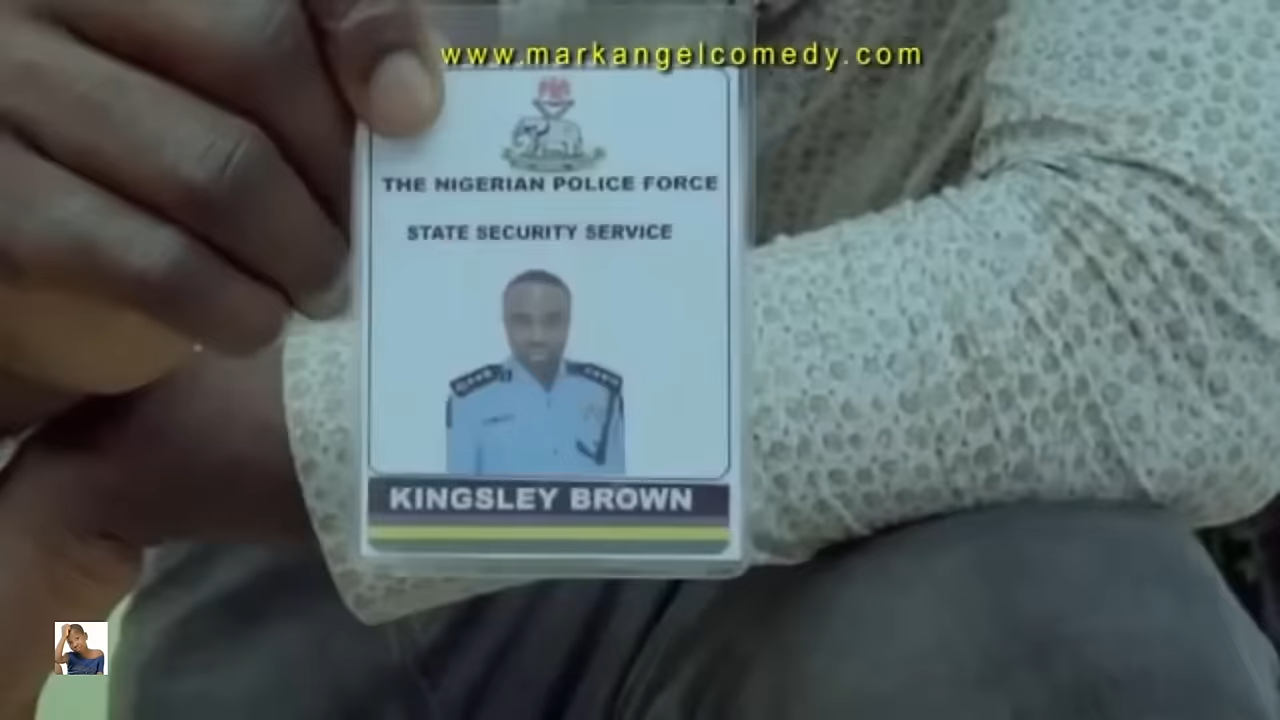 www.markangelcomedy.com
THE NIGERIAN POLICE FORCE
STATE SECURITY SERVICE
KINGSLEY BROWN